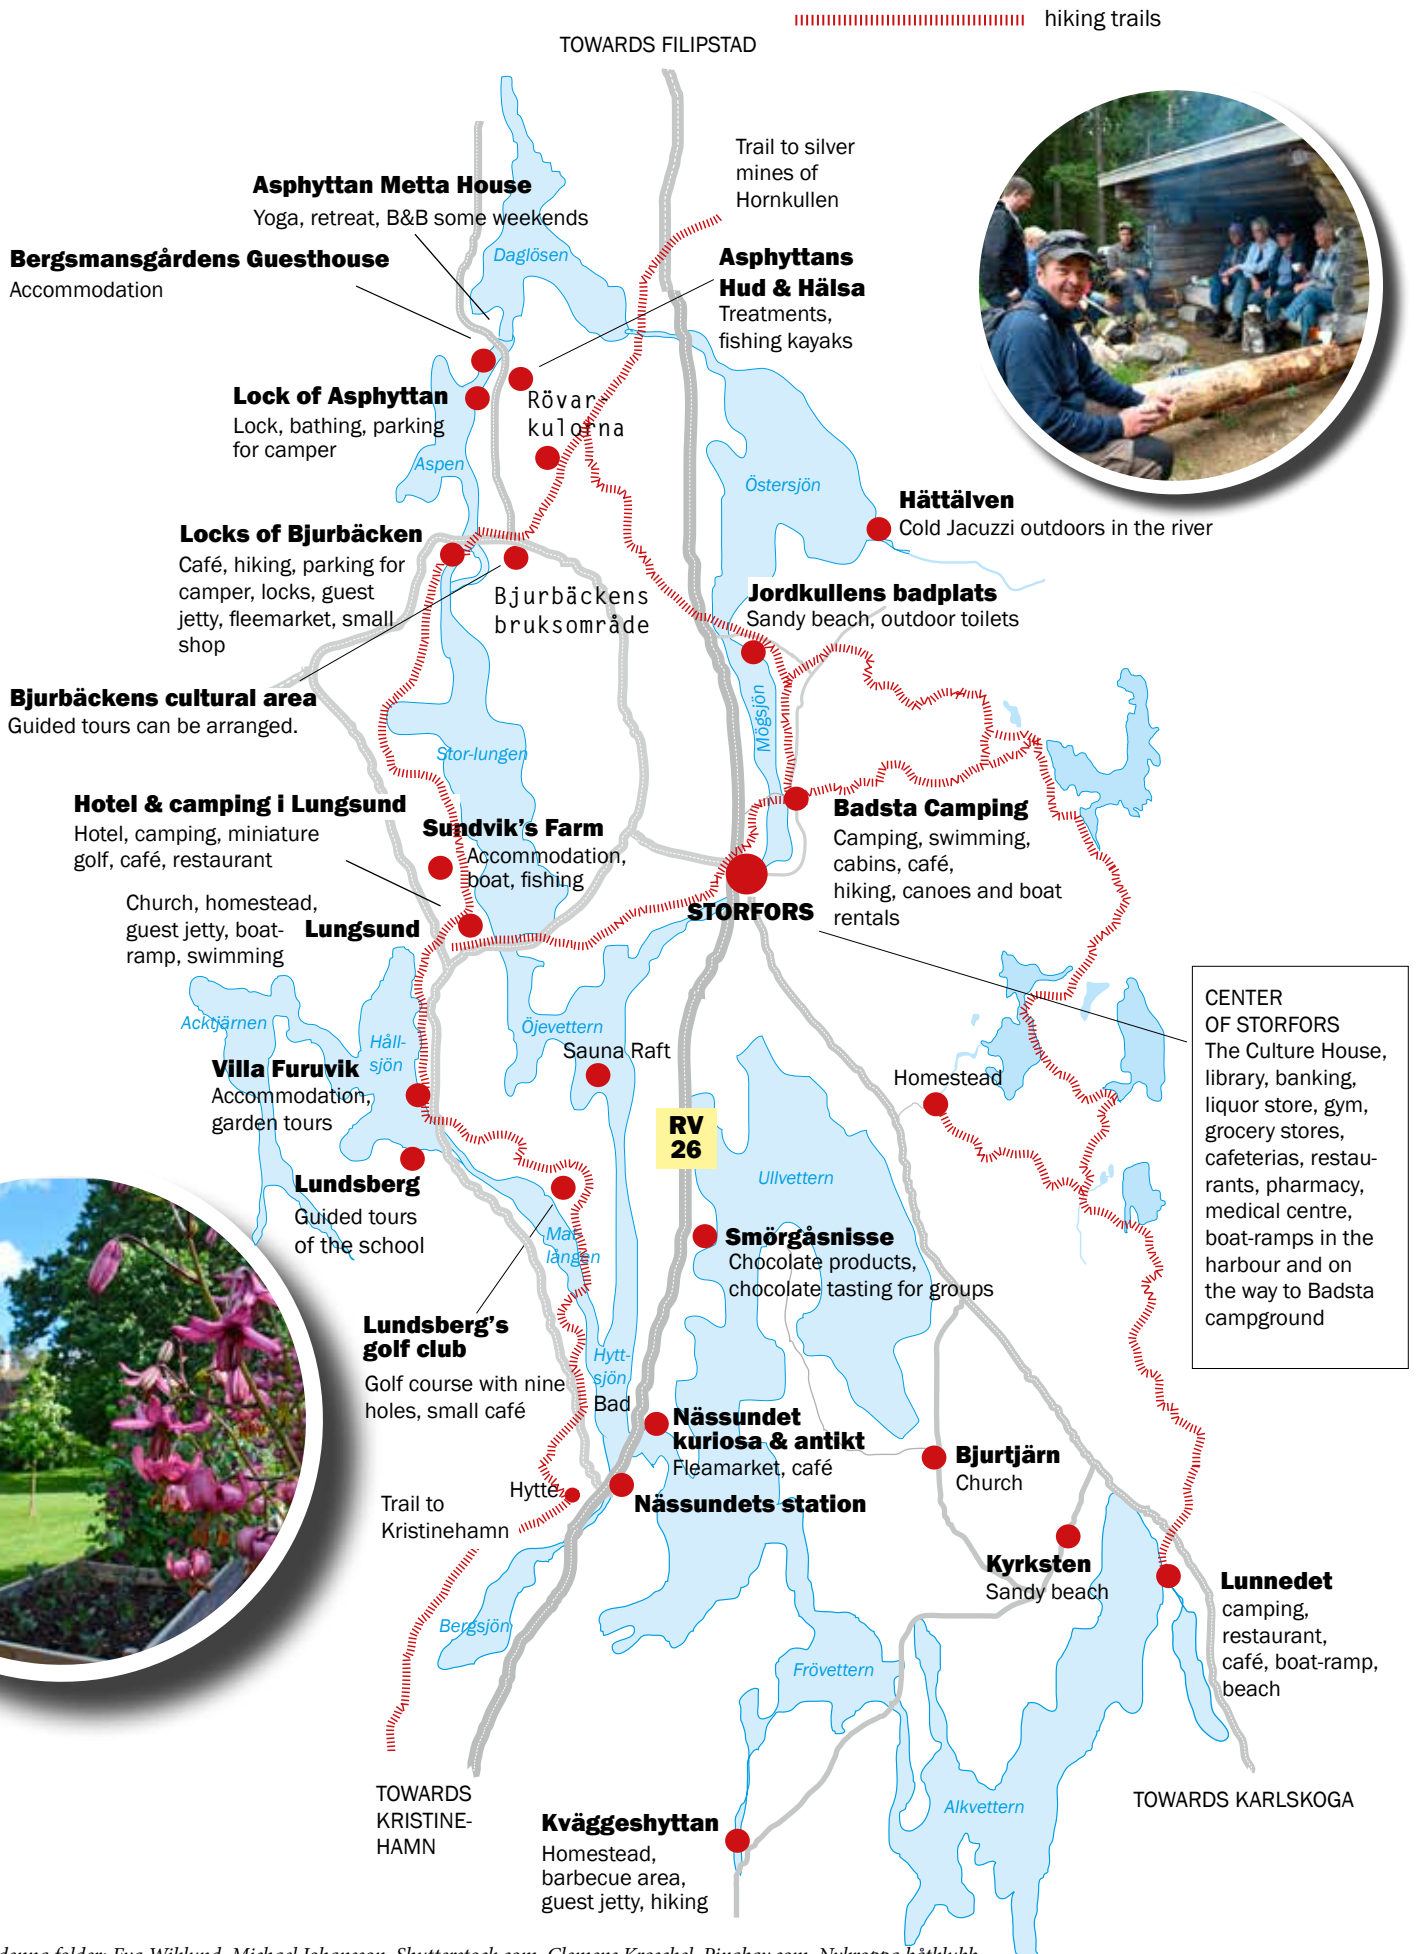 hiking trails
TOWARDS FILIPSTAD
Trail to silver
mines of
Hornkullen
Asphyttan Metta House
Yoga, retreat, B&B some weekends
Daglösen
Bergsmansgårdens Guesthouse
Accommodation
Asphyttans
Hud & Hälsa
Treatments,
fishing kayaks
Lock of Asphyttan
Lock, bathing, parking
for camper
Rövar-
kulorna
Aspen
Östersjön
Hättälven
Cold Jacuzzi outdoors in the river
Locks of Bjurbäcken
Café, hiking, parking for
camper, locks, guest
jetty, fleemarket, small
shop
Bjurbäckens
bruksområde
Jordkullens badplats
Sandy beach, outdoor toilets
Bjurbäckens cultural area
Guided tours can be arranged.
Mögsjön
Stor-lungen
Hotel & camping i Lungsund
Hotel, camping, miniature
golf, café, restaurant
Sundvik's Farm
Accommodation,
boat, fishing
Badsta Camping
Camping, swimming,
cabins, café,
hiking, canoes and boat
rentals
Church, homestead,
guest jetty, boat-
ramp, swimming
Lungsund
STORFORS
CENTER
OF STORFORS
The Culture House,
library, banking,
liquor store, gym,
grocery stores,
cafeterias, restau-
rants, pharmacy,
medical centre,
boat-ramps in the
harbour and on
the way to Badsta
campground
Acktjärnen
Håll-
sjön
Öjevettern
Sauna Raft
Villa Furuvik
Accommodation,
garden tours
Homestead
RV
26
Ullvettern
Lundsberg
Guided tours
of the school
Mat-
lången
Smörgåsnisse
Chocolate products,
chocolate tasting for groups
Lundsberg's
golf club
Golf course with nine
holes, small café
Hytt-
sjön
Bad
Nässundet
kuriosa & antikt
Fleamarket, café
Bjurtjärn
Church
Hytte
Trail to
Kristinehamn
Nässundets station
Kyrksten
Sandy beach
Lunnedet
camping,
restaurant,
café, boat-ramp,
beach
Bergsjön
Frövettern
TOWARDS
KRISTINE-
HAMN
Alkvettern
TOWARDS KARLSKOGA
Kväggeshyttan
Homestead,
barbecue area,
guest jetty, hiking